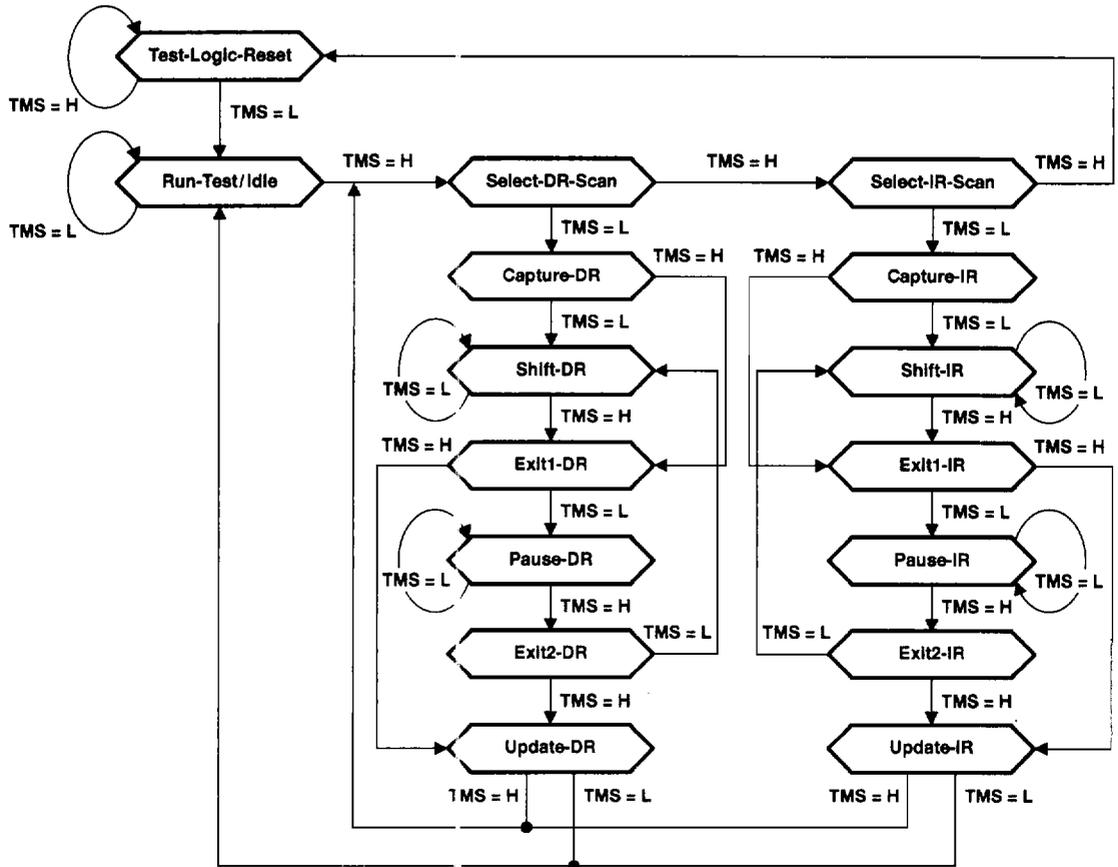 Test-Logic-Reset
TMS = H
TMS = L
TMS = H
TMS = H
TMS = H
Run-Test/Idle
Select-DR-Scan
Select-IR-Scan
TMS = L
TMS = L
TMS = L
TMS = H
TMS = H
Capture-DR
Capture-IR
TMS = L
TMS = L
Shift-DR
Shift-IR
TMS = L
TMS = L
TMS = H
TMS = H
TMS = H
TMS = H
Exit1-DR
Exit1-IR
TMS = L
TMS = L
Pause-DR
Pause-IR
TMS = L
TMS = L
TMS = H
TMS = H
TMS = L
TMS = L
Exit2-DR
Exit2-IR
TMS = H
TMS = H
Update-DR
Update-IR
TMS = H
TMS = L
TMS = H
TMS = L